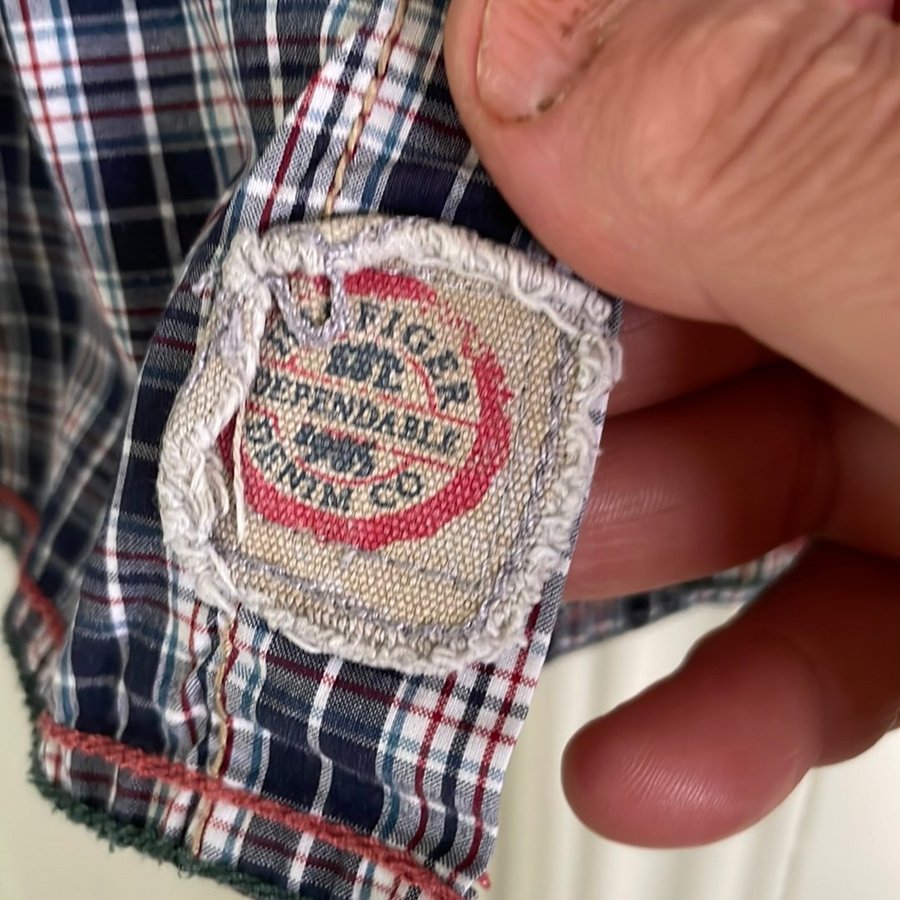 FIGER
EST.
DEPENDABLE
DENIM CO